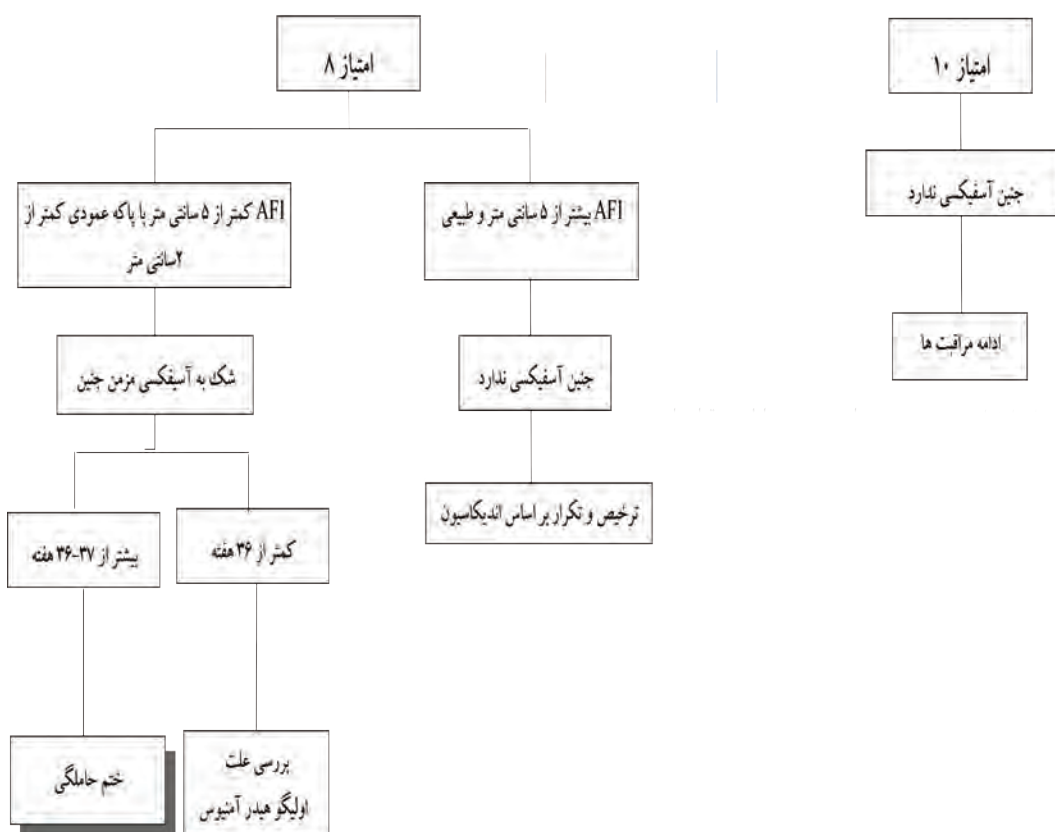 امتیاز ۱۰
جنین آسفیکسی ندارد
ادامه مراقبت ها
امتیاز ۸
AFI بیشتر از ۵ سانتی متر و طبیعی
جنین آسفیکسی ندارد
ترخیص و تکرار بر اساس اندیکاسیون
AFI کمتر از ۵ سانتی متر یا پاکه عمودی کمتر از
۲سانتی متر
شک به آسیفکسی مزمن جنین
کمتر از ۳۶ هفته
بررسی علت
اولیگو هیدر آمنیوس
بیشتر از ۳۷-۳۶ هفته
ختم حاملگی